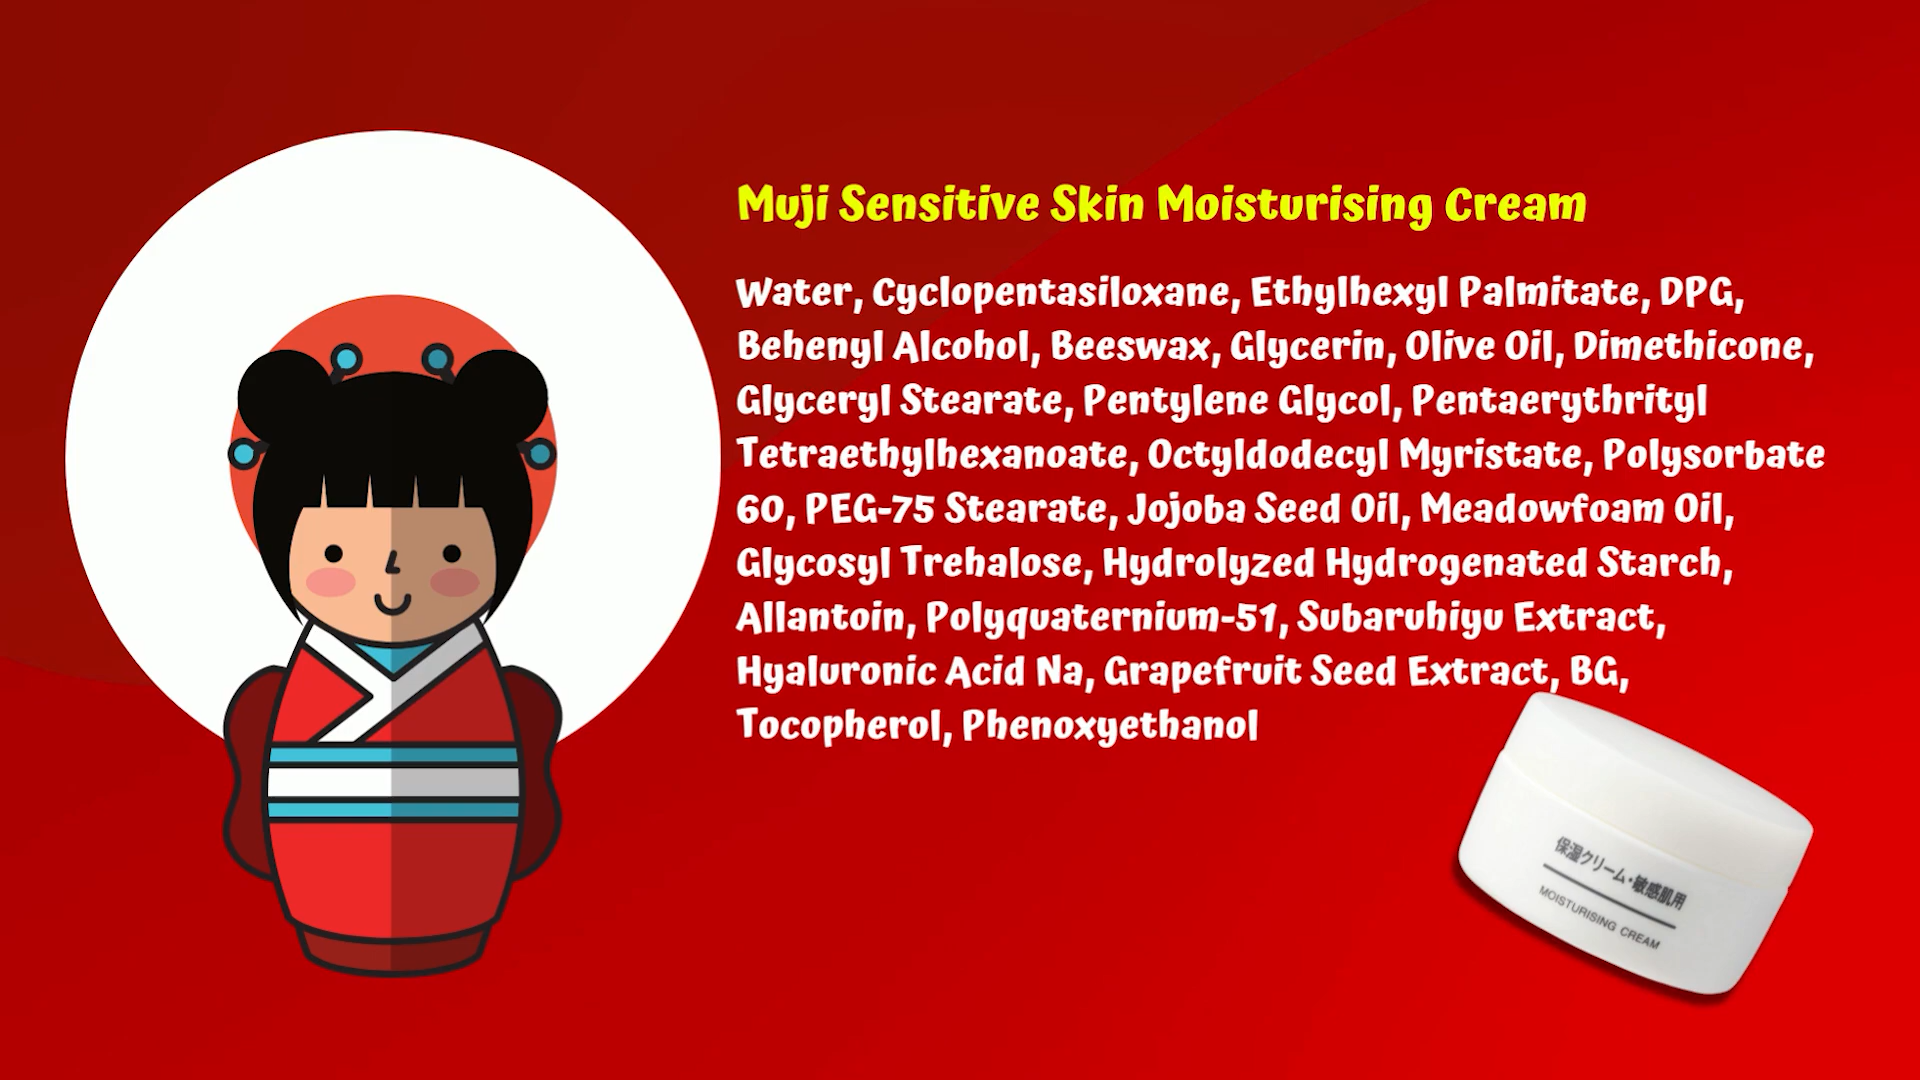 Muji Sensitive Skin Moisturising Cream
Water, Cyclopentasiloxane, Ethylhexyl Palmitate, DPG,
Behenyl Alcohol, Beeswax, Glycerin, Olive Oil, Dimethicone,
Glyceryl Stearate, Pentylene Glycol, Pentaerythrityl
Tetraethylhexanoate, Octyldodecyl Myristate, Polysorbate
60, PEG-75 Stearate, Jojoba Seed Oil, Meadowfoam Oil,
Glycosyl Trehalose, Hydrolyzed Hydrogenated Starch,
Allantoin, Polyquaternium-51, Subaruhiyu Extract,
Hyaluronic Acid Na, Grapefruit Seed Extract, BG,
Tocopherol, Phenoxyethanol
保湿クリーム・敏感肌用
MOISTURISING CREAM